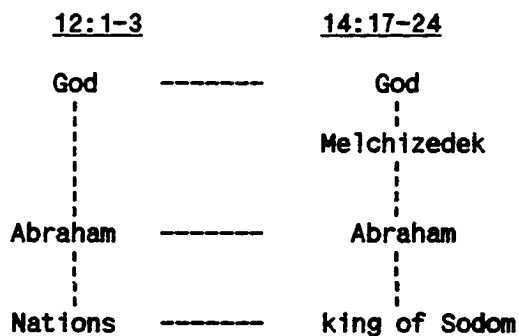 12:1-3 14:17-24
God ------ God
Melchizedek
Abraham ------ Abraham
Nations ------ king of Sodom